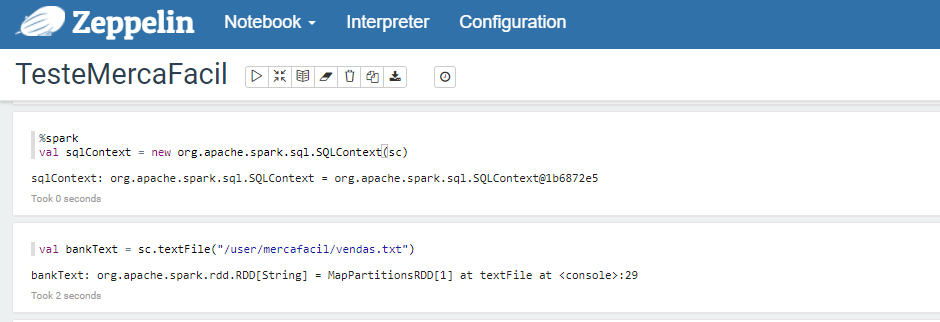 Zeppelin Notebook Interpreter Configuration
TesteMercaFacil
%spark
val sqlContext = new org.apache.spark.sql.SQLContext(sc)
sqlContext: org.apache.spark.sql.SQLContext = org.apache.spark.sql.SQLContext@1b6872e5
Took 0 seconds
val bankText = sc.textFile("/user/mercafacil/vendas.txt")
bankText: org.apache.spark.rdd.RDD[String] = MapPartitionsRDD[1] at textFile at <console>:29
Took 2 seconds